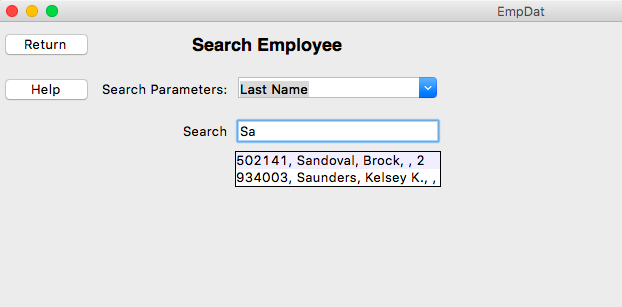 EmpDat
Return
Search Employee
Help
Search Parameters:
Last Name
Search
Sa
502141, Sandoval, Brock, , 2
934003, Saunders, Kelsey K., ,